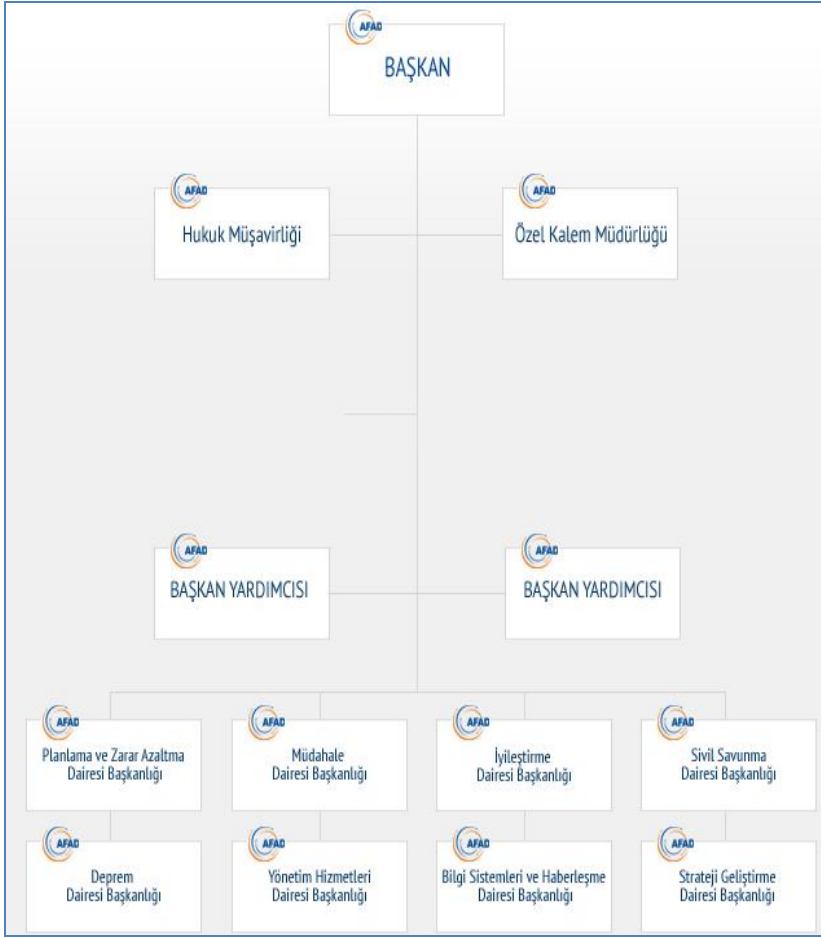 AFAD
BAŞKAN
AFAD
Hukuk Müşavirliği
AFAD
Özel Kalem Müdürlüğü
AFAD
BAŞKAN YARDIMCISI
AFAD
BAŞKAN YARDIMCISI
AFAD
Planlama ve Zarar Azaltma
Dairesi Başkanlığı
AFAD
Müdahale
Dairesi Başkanlığı
AFAD
İyileştirme
Dairesi Başkanlığı
AFAD
Sivil Savunma
Dairesi Başkanlığı
AFAD
Deprem
Dairesi Başkanlığı
AFAD
Yönetim Hizmetleri
Dairesi Başkanlığı
AFAD
Bilgi Sistemleri ve Haberleşme
Dairesi Başkanlığı
AFAD
Strateji Geliştirme
Dairesi Başkanlığı